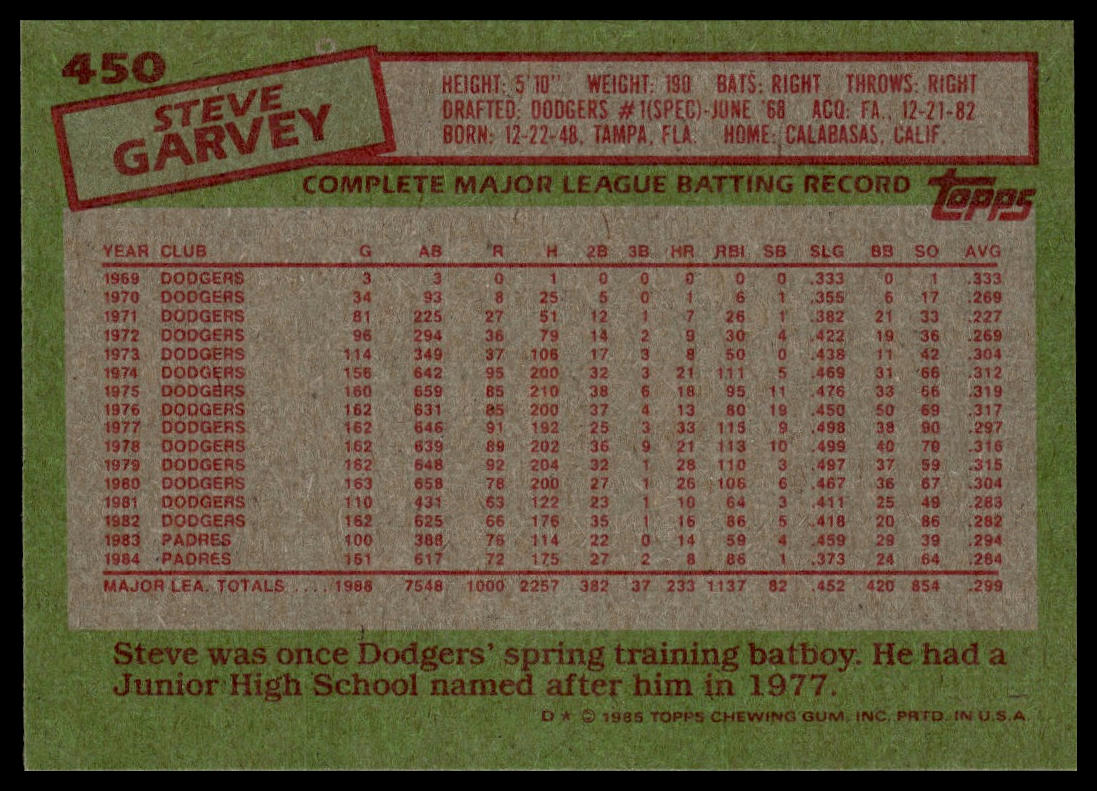 450
STEVE
GARVEY
HEIGHT: 5'10" WEIGHT: 190 BATS: RIGHT THROWS: RIGHT
DRAFTED: DODGERS #1(SPEC)-JUNE '68 ACQ: FA., 12-21-82
BORN: 12-22-48, TAMPA, FLA. HOME: CALABASAS, CALIF.
COMPLETE MAJOR LEAGUE BATTING RECORD
topps
YEAR CLUB G AB R H 2B 3B HR RBI SB SLG BB SO AVG
1969 DODGERS 3 3 0 1 0 0 0 0 0 .333 0 1 .333
1970 DODGERS 34 93 8 25 5 0 1 6 1 .355 6 17 .269
1971 DODGERS 81 225 27 51 12 1 7 26 1 .382 21 33 .227
1972 DODGERS 96 294 36 79 14 2 9 30 4 .422 19 36 .269
1973 DODGERS 114 349 37 106 17 3 8 50 0 .438 11 42 .304
1974 DODGERS 156 642 95 200 32 3 21 111 5 .469 31 66 .312
1975 DODGERS 160 659 85 210 38 6 18 95 11 .476 33 66 .319
1976 DODGERS 162 631 85 200 37 4 13 80 19 .450 50 69 .317
1977 DODGERS 162 646 91 192 25 3 33 115 9 .498 38 90 .297
1978 DODGERS 162 639 89 202 36 9 21 113 10 .499 40 70 .316
1979 DODGERS 162 648 92 204 32 1 28 110 3 .497 37 59 .315
1980 DODGERS 163 658 78 200 27 1 26 106 6 .467 36 67 .304
1981 DODGERS 110 431 63 122 23 1 10 64 3 .411 25 49 .283
1982 DODGERS 162 625 66 176 35 1 16 86 5 .418 20 86 .282
1983 PADRES 100 388 76 114 22 0 14 59 4 .459 29 39 .294
1984 PADRES 161 617 72 175 27 2 8 86 1 .373 24 64 .284
MAJOR LEA. TOTALS .... 1988 7548 1000 2257 382 37 233 1137 82 .452 420 854 .299
Steve was once Dodgers' spring training batboy. He had a
Junior High School named after him in 1977.
D ★ © 1985 TOPPS CHEWING GUM, INC. PRTD. IN U.S.A.